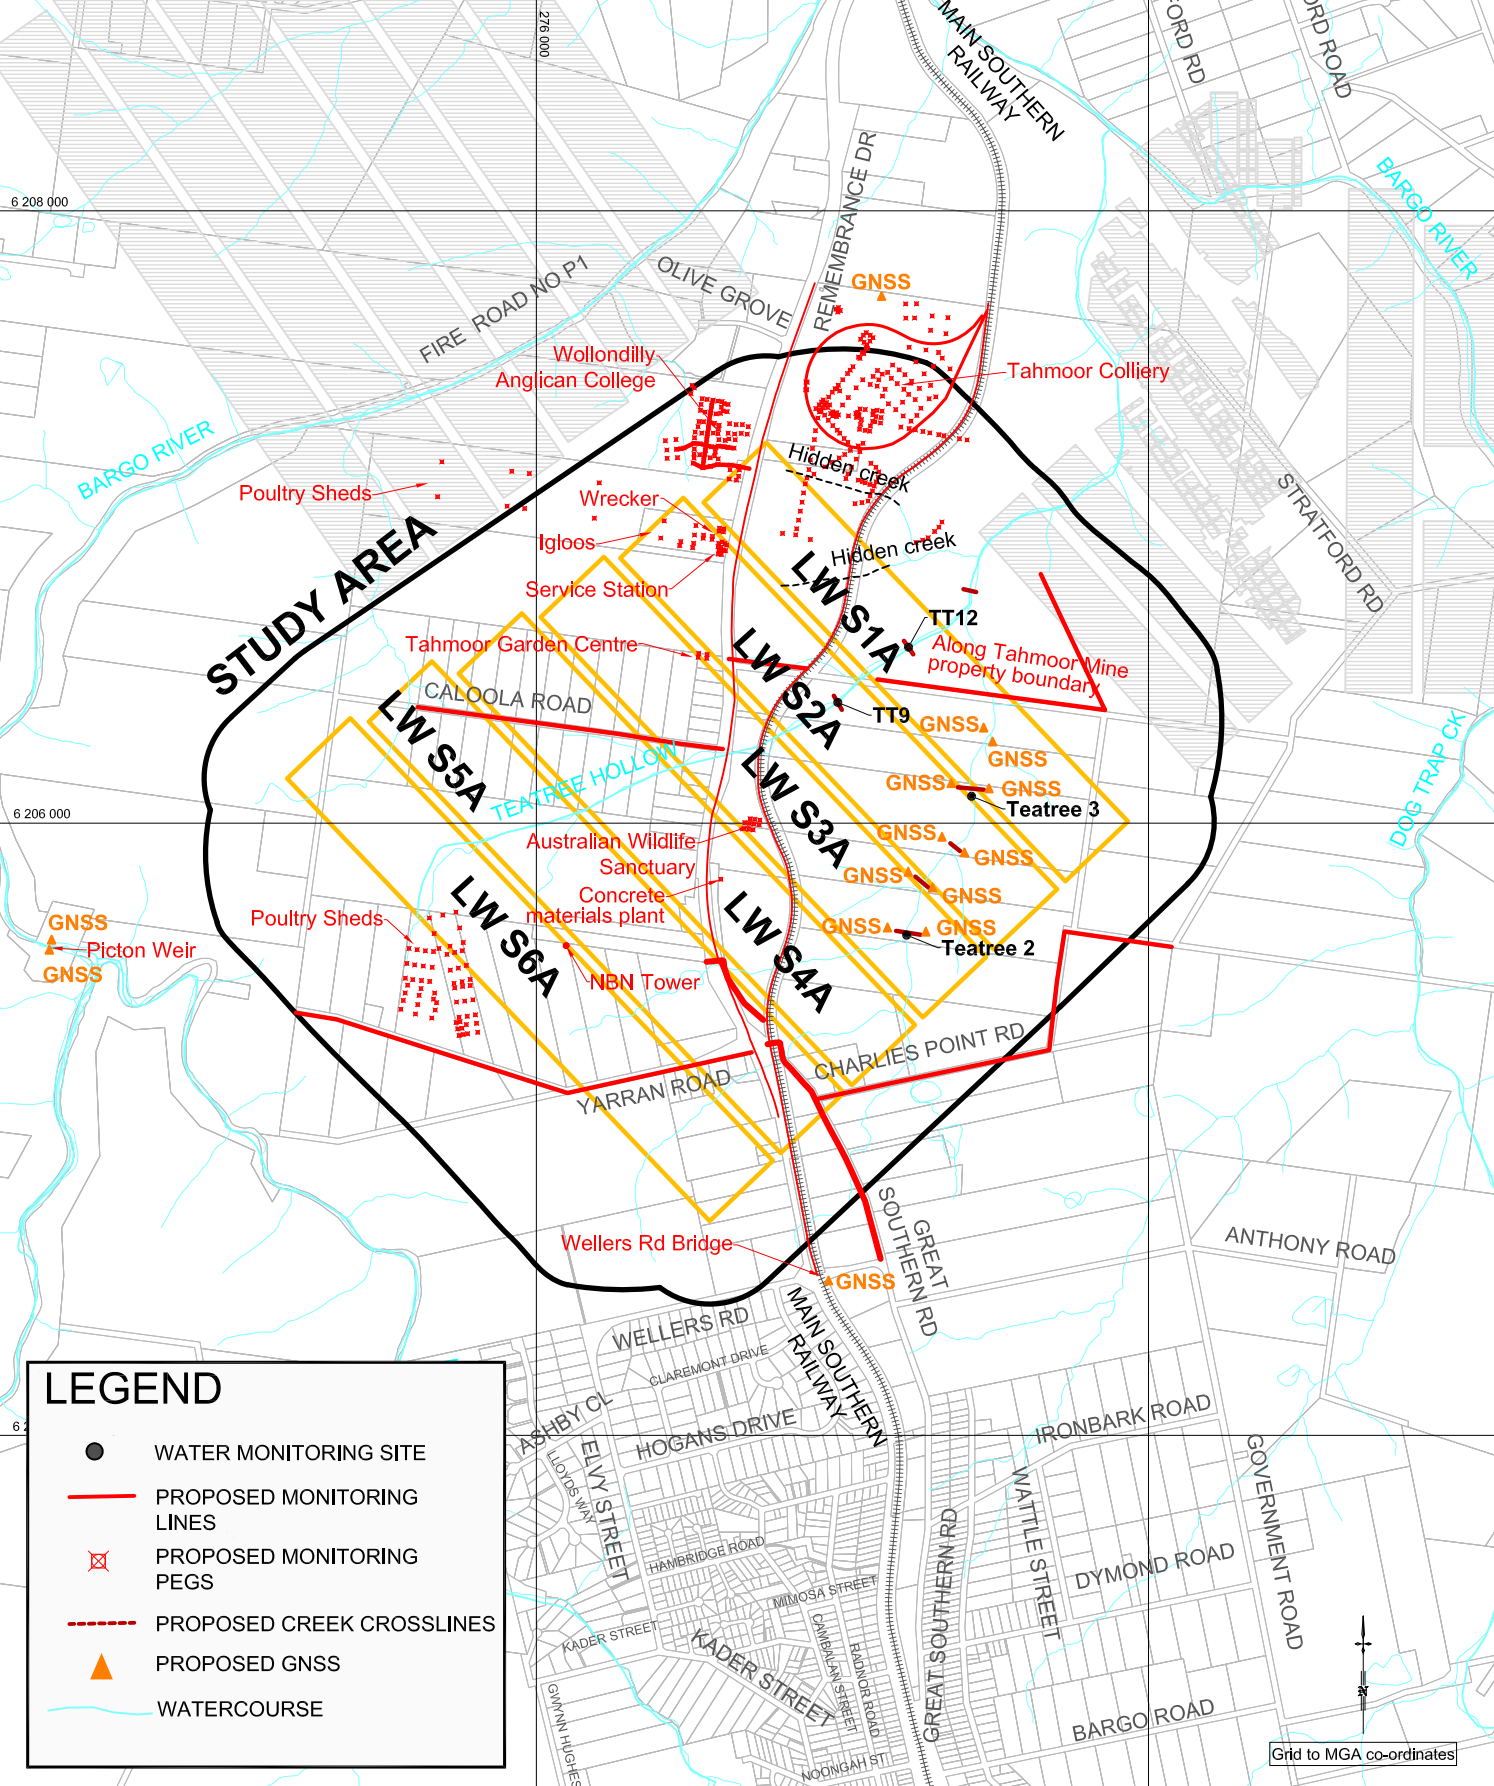 276 000
MAIN SOUTHERN
RAILWAY
FORD RD
ORD ROAD
BARGO RIVER
6 208 000
REMEMBRANCE DR
OLIVE GROVE
FIRE ROAD NO P1
GNSS
Wollondilly
Anglican College
Tahmoor Colliery
BARGO RIVER
Poultry Sheds
Hidden creek
Wrecker
Igloos
Hidden creek
Service Station
STRATFORD RD
STUDY AREA
LW S1A
TT12
Along Tahmoor Mine
property boundary
Tahmoor Garden Centre
LW S2A
CALOOLA ROAD
TT9
GNSS
GNSS
LW S5A
TEATREE HOLLOW
LW S3A
GNSS
GNSS
Teatree 3
DOG TRAP CK
6 206 000
Australian Wildlife
Sanctuary
GNSS
GNSS
Concrete
materials plant
GNSS
GNSS
LW S6A
LW S4A
Poultry Sheds
GNSS
Picton Weir
GNSS
GNSS
GNSS
Teatree 2
NBN Tower
CHARLIES POINT RD
YARRAN ROAD
GREAT
SOUTHERN RD
ANTHONY ROAD
Wellers Rd Bridge
GNSS
MAIN SOUTHERN
RAILWAY
WELLERS RD
CLAREMONT DRIVE
ASHBY CL
HOGANS DRIVE
LLOYDS WAY
ELVY STREET
IRONBARK ROAD
WATTLE STREET
GOVERNMENT ROAD
HAMBRIDGE ROAD
DYMOND ROAD
MIMOSA STREET
GREAT SOUTHERN RD
KADER STREET
KADER STREET
CAMBALAN STREET
RADNOR ROAD
GWYNN HUGHES
NOONGAH ST
BARGO ROAD
6 2
LEGEND
WATER MONITORING SITE
PROPOSED MONITORING
LINES
PROPOSED MONITORING
PEGS
PROPOSED CREEK CROSSLINES
PROPOSED GNSS
WATERCOURSE
N
Grid to MGA co-ordinates